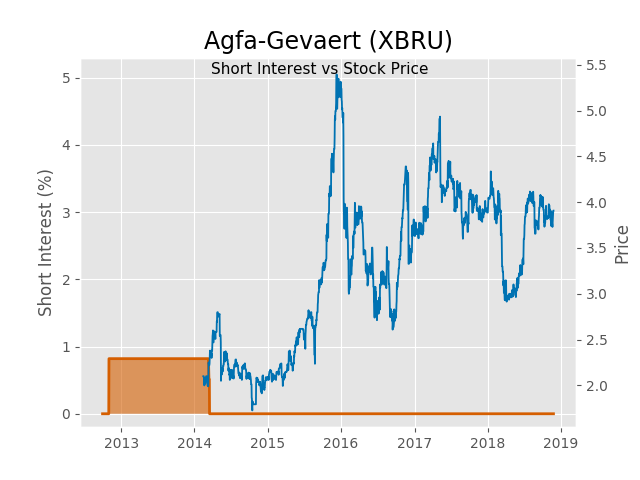 Agfa-Gevaert (XBRU)
Short Interest vs Stock Price
Short Interest (%)
5
4
3
2
1
0
5.5
5.0
4.5
4.0
3.5
3.0
2.5
2.0
Price
2013 2014 2015 2016 2017 2018 2019